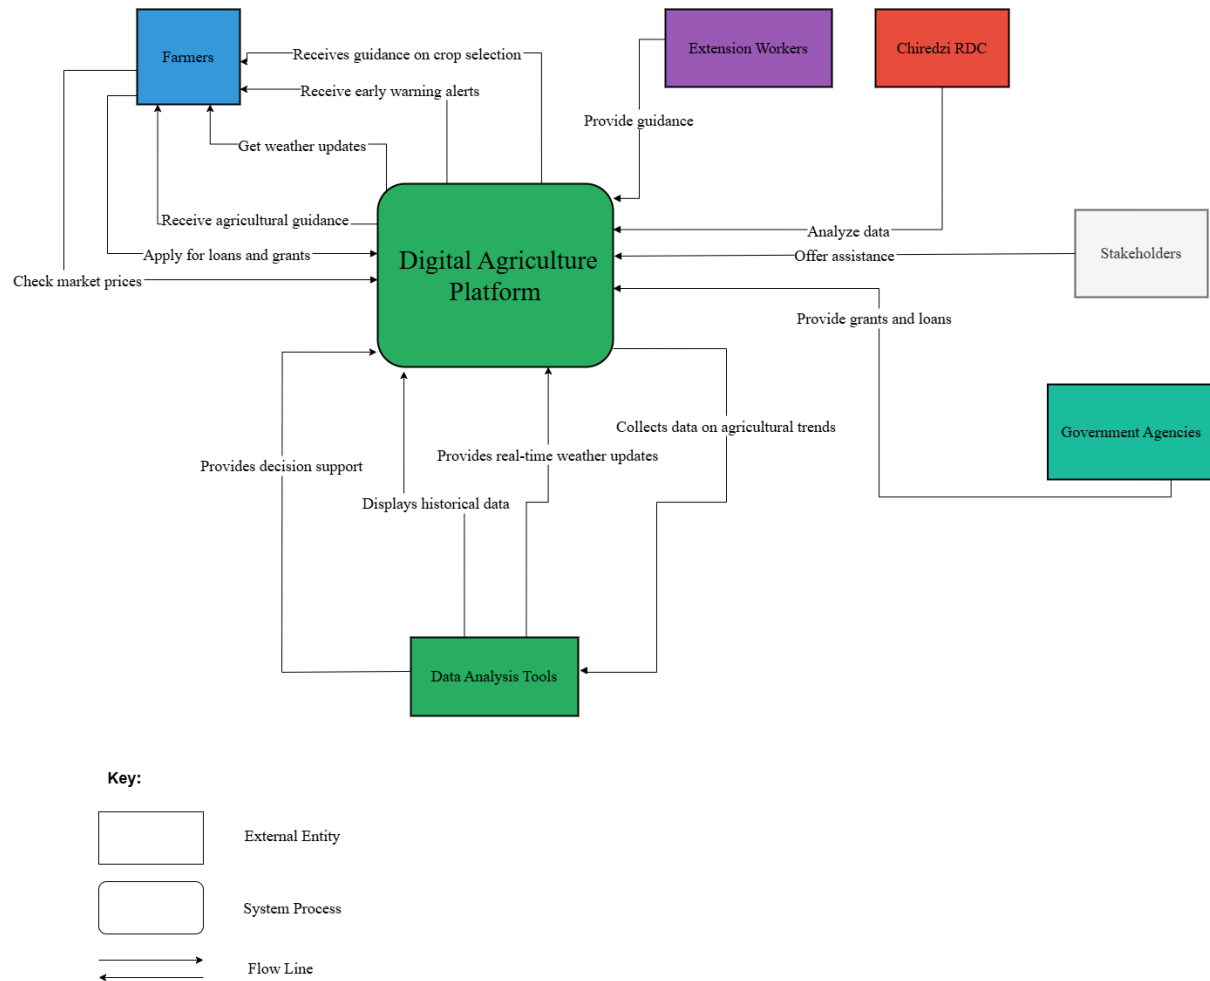 Farmers
Extension Workers
Chiredzi RDC
Receives guidance on crop selection
Receive early warning alerts
Provide guidance
Get weather updates
Receive agricultural guidance
Analyze data
Apply for loans and grants
Offer assistance
Stakeholders
Check market prices
Digital Agriculture
Platform
Provide grants and loans
Government Agencies
Collects data on agricultural trends
Provides decision support
Provides real-time weather updates
Displays historical data
Data Analysis Tools
Key:
External Entity
System Process
Flow Line